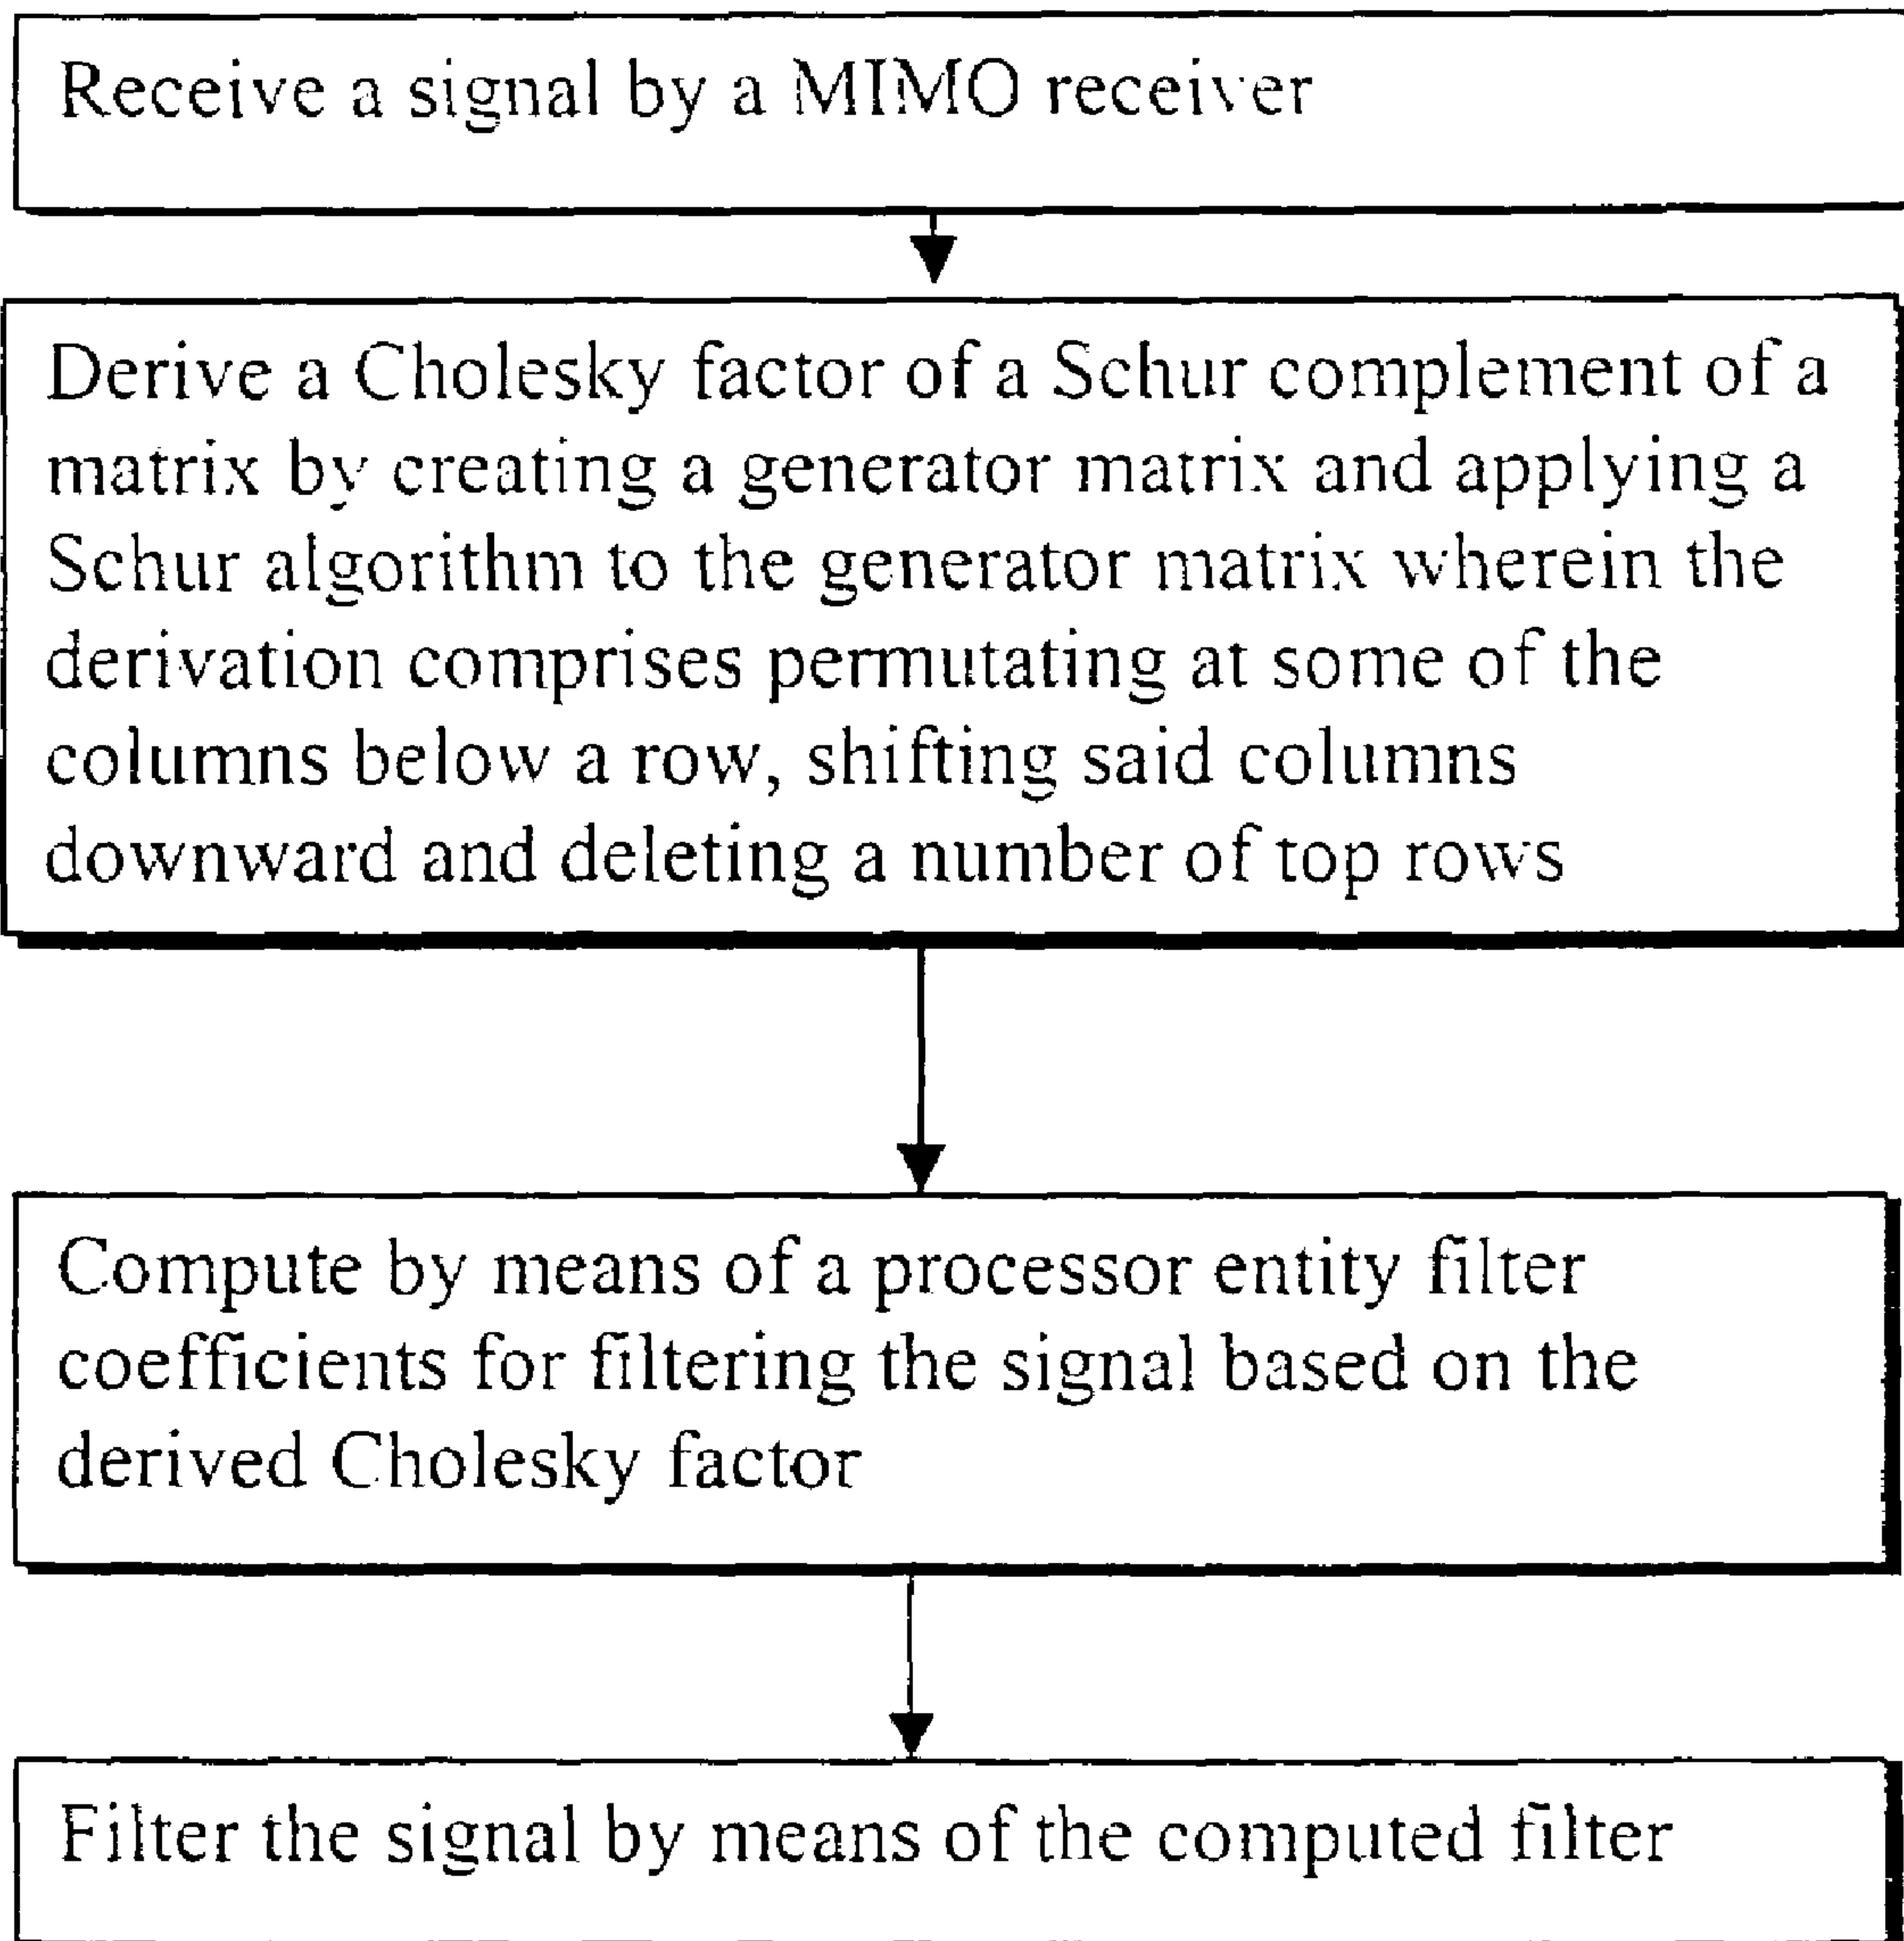 Receive a signal by a MIMO receiver
Derive a Cholesky factor of a Schur complement of a
matrix by creating a generator matrix and applying a
Schur algorithm to the generator matrix wherein the
derivation comprises permutating at some of the
columns below a row, shifting said columns
downward and deleting a number of top rows
Compute by means of a processor entity filter
coefficients for filtering the signal based on the
derived Cholesky factor
Filter the signal by means of the computed filter